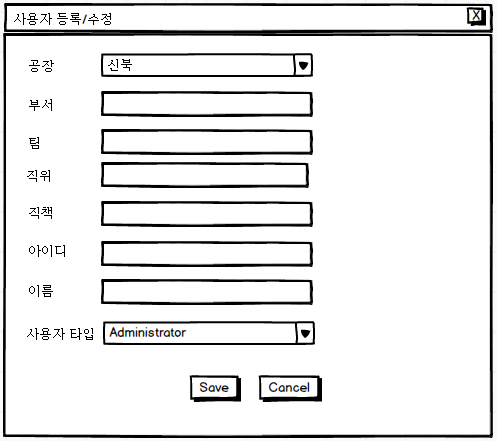 사용자 등록/수정 X
공장 신북
부서
팀
직위
직책
아이디
이름
사용자 타입 Administrator
Save Cancel